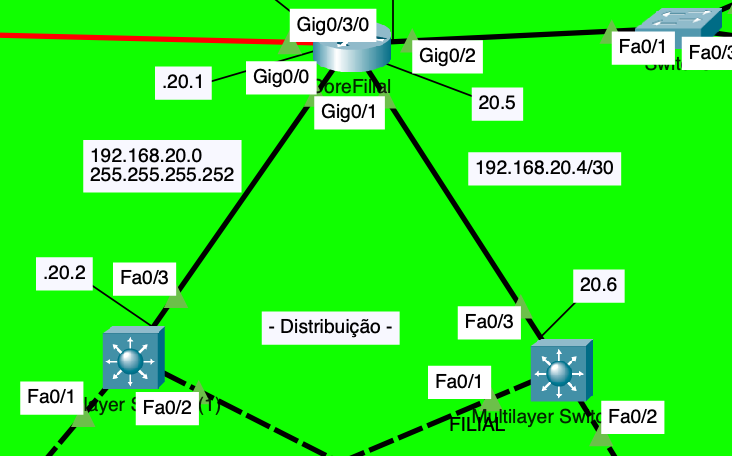 Gig0/3/0
Fa0/1
Fa0/3
Gig0/2
Gig0/0
.20.1
CoreFilial
20.5
Gig0/1
192.168.20.0
255.255.255.252
192.168.20.4/30
.20.2
Fa0/3
20.6
Fa0/3
- Distribuição -
Fa0/1
Fa0/1
Fa0/2
layer S (1)
Multilayer Switc
Fa0/2
FILIAL